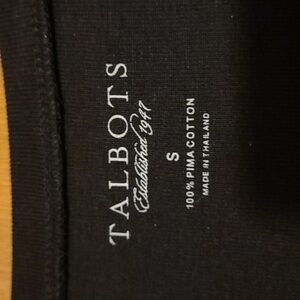 TALBOTS
Established 1947
S
100% PIMA COTTON
MADE IN THAILAND